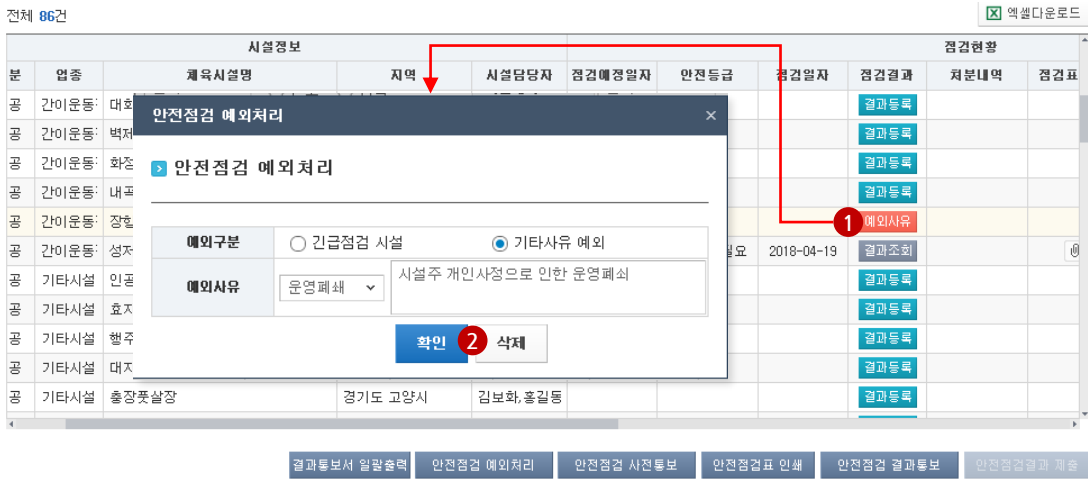 전체 86건
엑셀다운로드
시설정보 점검현황
분 업종 체육시설명 지역 시설담당자 점검예정일자 안전등급 점검일자 점검결과 처분내역 점검표
공 간이운동 결과등록
공 간이운동 벽제 결과등록
공 간이운동 화정 결과등록
공 간이운동 내곡 결과등록
공 간이운동 장항 1 예외사유
공 간이운동 성저 필요 2018-04-19 결과조회
공 기타시설 인공 결과등록
공 기타시설 효자 결과등록
공 기타시설 행주 결과등록
공 기타시설 대자 결과등록
공 기타시설 충장풋살장 경기도 고양시 김보화,홍길동 결과등록
안전점검 예외처리 ×
안전점검 예외처리
예외구분 긴급점검 시설 기타사유 예외
예외사유 운영폐쇄 시설주 개인사정으로 인한 운영폐쇄
확인 2 삭제
결과통보서 일괄출력 안전점검 예외처리 안전점검 사전통보 안전점검표 인쇄 안전점검 결과통보 안전점검결과 제출